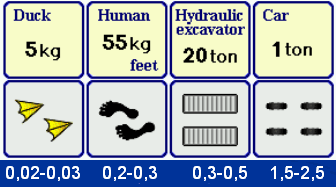 Duck
5kg
Human
55kg
feet
Hydraulic
excavator
20ton
Car
1ton
0,02-0,03
0,2-0,3
0,3-0,5
1,5-2,5